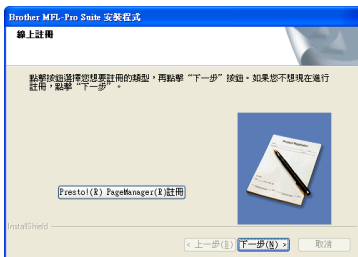 Brother MFL-Pro Suite 安裝程式
線上註冊
點擊按鈕選擇您想要註冊的類型，再點擊 “下一步” 按鈕。如果您不想現在進行
註冊，點擊 “下一步” 。
Presto!(R) PageManager(R)註冊
InstallShield
< 上一步(B)
下一步(N) >
取消